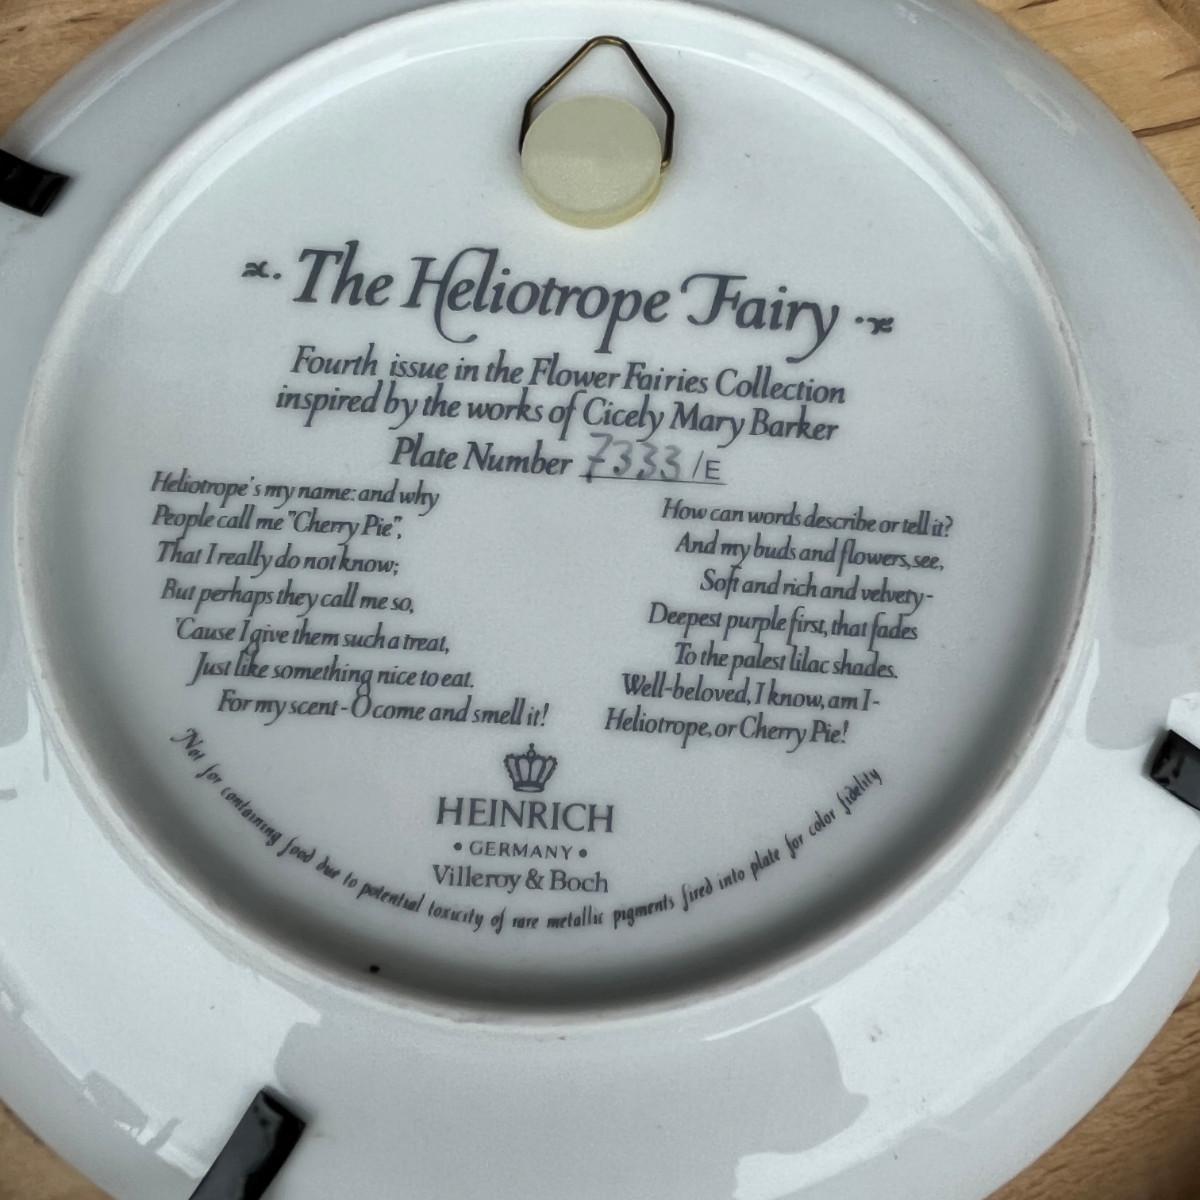 The Heliotrope Fairy
Fourth issue in the Flower Fairies Collection
inspired by the works of Cicely Mary Barker
Plate Number 7333/E
Heliotrope's my name: and why
People call me "Cherry Pie",
That I really do not know;
But perhaps they call me so,
'Cause I give them such a treat,
Just like something nice to eat.
For my scent - O come and smell it!
How can words describe or tell it?
And my buds and flowers, see,
Soft and rich and velvety-
Deepest purple first, that fades
To the palest lilac shades.
Well-beloved, I know, am I-
Heliotrope, or Cherry Pie!
HEINRICH
• GERMANY •
Villeroy & Boch
Not for containing food due to potential toxicity of rare metallic pigments fired into plate for color fidelity